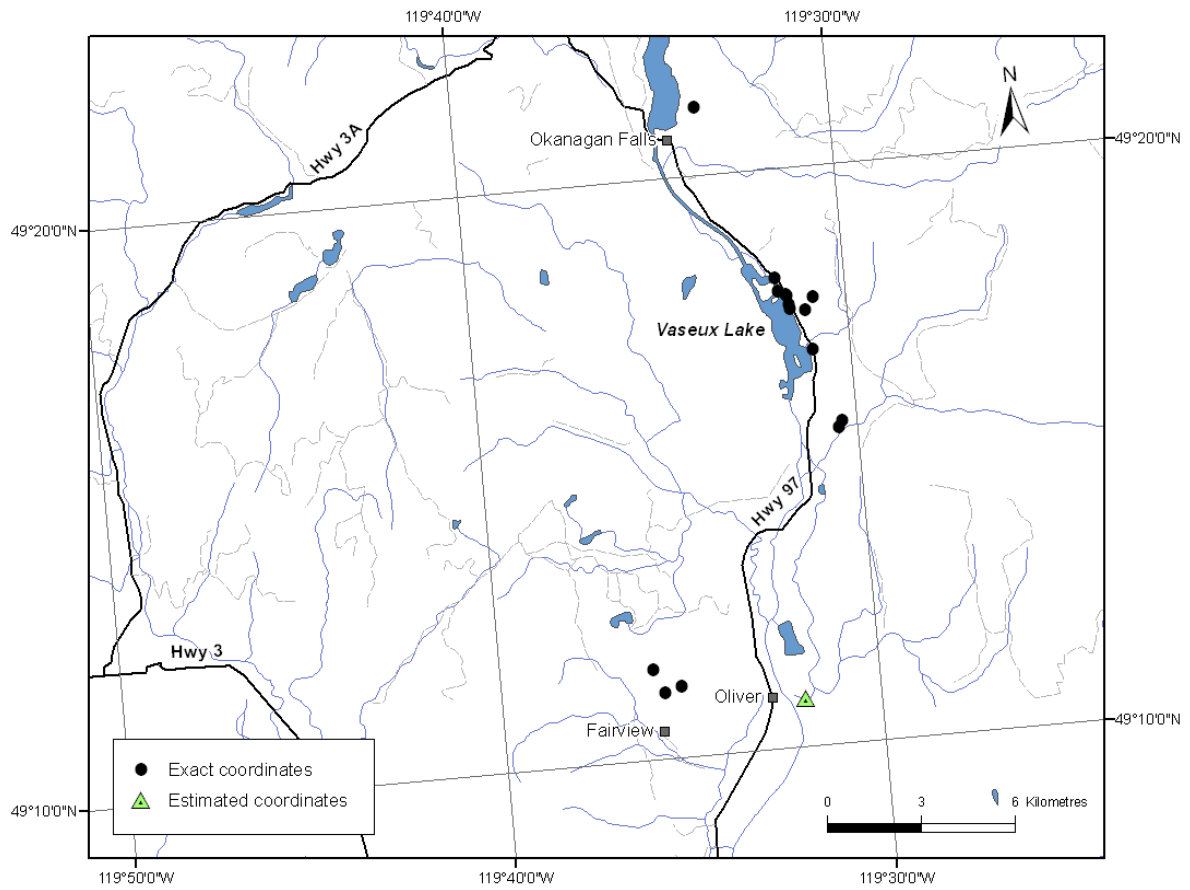 119°40'0"W
119°30'0"W
N
Okanagan Falls
49°20'0"N
Hwy 3A
49°20'0"N
Vaseux Lake
Hwy 97
Hwy 3
Oliver
49°10'0"N
Fairview
Exact coordinates
Estimated coordinates
0 3 6 Kilometres
49°10'0"N
119°50'0"W
119°40'0"W
119°30'0"W